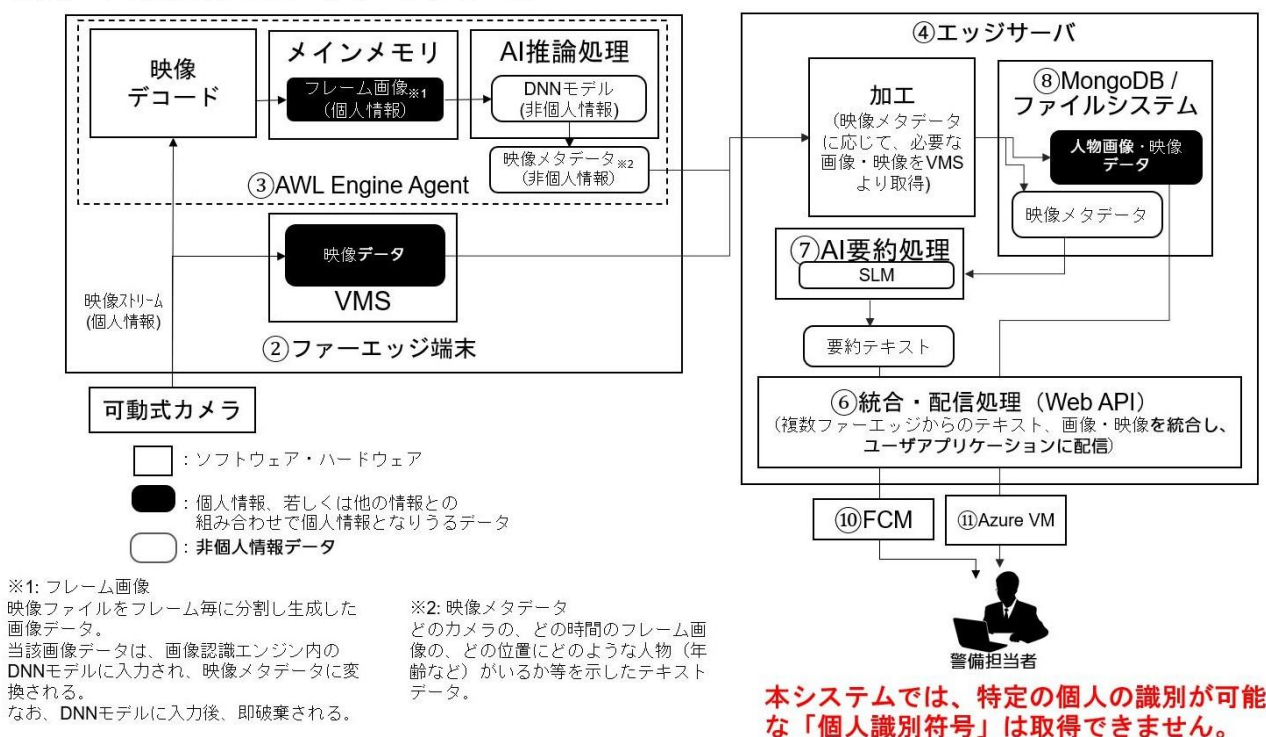 映像
デコード
メインメモリ
フレーム画像※1
(個人情報)
AI推論処理
DNNモデル
(非個人情報)
映像メタデータ※2
(非個人情報)
③AWL Engine Agent
映像データ
VMS
②ファーエッジ端末
映像ストリーム
(個人情報)
可動式カメラ
④エッジサーバ
加工
(映像メタデータ
に応じて、必要な
画像・映像をVMS
より取得)
⑧MongoDB /
ファイルシステム
人物画像・映像
データ
映像メタデータ
⑦AI要約処理
SLM
要約テキスト
⑥統合・配信処理（Web API）
(複数ファーエッジからのテキスト、画像・映像を統合し、
ユーザアプリケーションに配信)
⑩FCM
⑪Azure VM
警備担当者
：ソフトウェア・ハードウェア
：個人情報、若しくは他の情報との
組み合わせで個人情報となりうるデータ
：非個人情報データ
※1: フレーム画像
映像ファイルをフレーム毎に分割し生成した
画像データ。
当該画像データは、画像認識エンジン内の
DNNモデルに入力され、映像メタデータに変
換される。
なお、DNNモデルに入力後、即破棄される。
※2: 映像メタデータ
どのカメラの、どの時間のフレーム画
像の、どの位置にどのような人物（年
齢など）がいるか等を示したテキスト
データ。
本システムでは、特定の個人の識別が可能
な「個人識別符号」は取得できません。